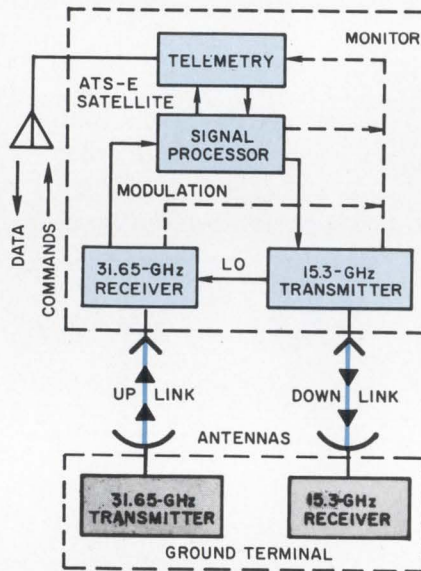 MONITOR
TELEMETRY
ATS-E
SATELLITE
SIGNAL
PROCESSOR
MODULATION
DATA
COMMANDS
31.65-GHz
RECEIVER
LO
15.3-GHz
TRANSMITTER
UP LINK
DOWN LINK
ANTENNAS
31.65-GHz
TRANSMITTER
15.3-GHz
RECEIVER
GROUND TERMINAL